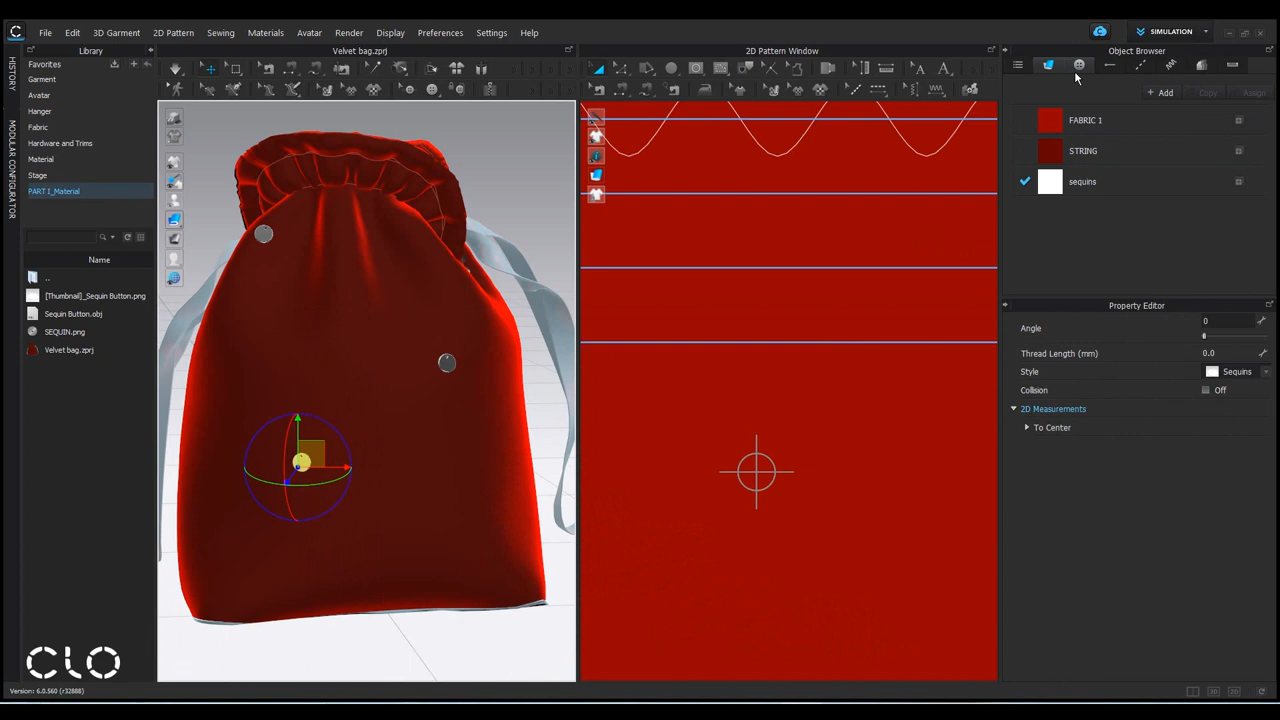 File Edit 3D Garment 2D Pattern Sewing Materials Avatar Render Display Preferences Settings Help
SIMULATION
Library
Velvet bag.zprj
2D Pattern Window
Object Browser
HISTORY
MODULAR CONFIGURATOR
Favorites
Garment
Avatar
Hanger
Fabric
Hardware and Trims
Material
Stage
PART I_Material
Name
..
[Thumbnail]_Sequin Button.png
Sequin Button.obj
SEQUIN.png
Velvet bag.zprj
+ Add Copy Assign
FABRIC 1
STRING
sequins
Property Editor
Angle 0
Thread Length (mm) 0.0
Style Sequins
Collision Off
2D Measurements
To Center
CLO
Version: 6.0.560 (r32888)
3D 2D